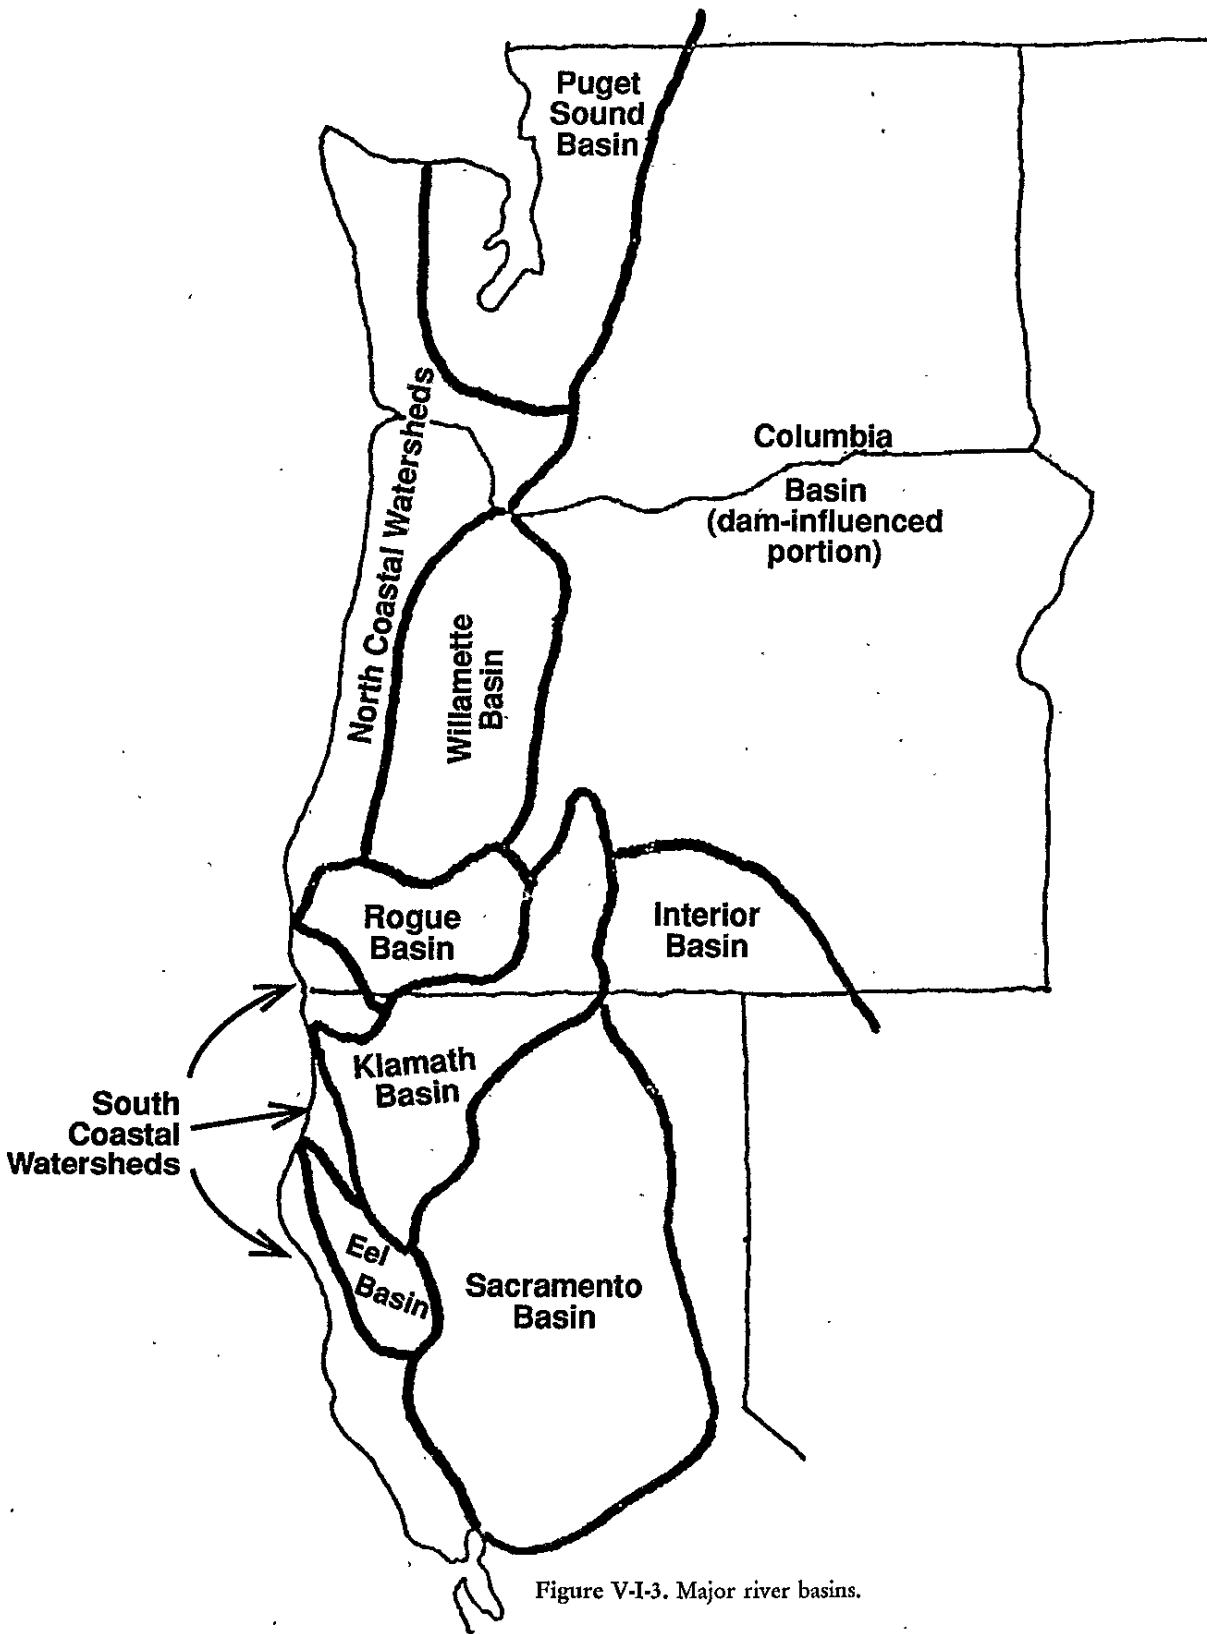 Puget
Sound
Basin
North Coastal Watersheds
Columbia
Basin
(dam-influenced
portion)
Willamette
Basin
Rogue
Basin
Interior
Basin
Klamath
Basin
South
Coastal
Watersheds
Eel
Basin
Sacramento
Basin
Figure V-I-3. Major river basins.